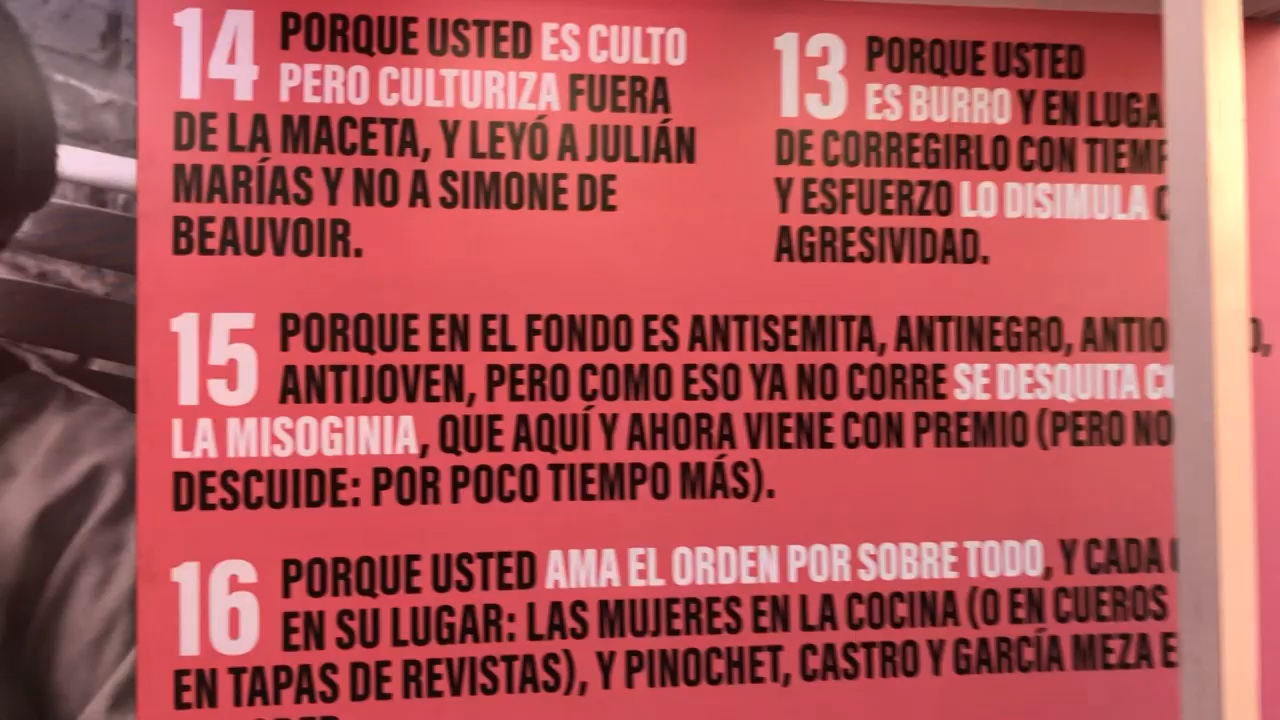 14 PORQUE USTED ES CULTO
PERO CULTURIZA FUERA
DE LA MACETA, Y LEYÓ A JULIÁN
MARÍAS Y NO A SIMONE DE
BEAUVOIR.
13 PORQUE USTED
ES BURRO Y EN
DE CORREGIRLO CON
Y ESFUERZO LO DISIMULA
AGRESIVIDAD.
15 PORQUE EN EL FONDO ES ANTISEMITA, ANTINEGRO,
ANTIJOVEN, PERO COMO ESO YA NO CORRE SE DESQUITA
LA MISOGINIA, QUE AQUÍ Y AHORA VIENE CON PREMIO (PERO NO
DESCUIDE: POR POCO TIEMPO MÁS).
16 PORQUE USTED AMA EL ORDEN POR SOBRE TODO, Y CADA
EN SU LUGAR: LAS MUJERES EN LA COCINA (O EN CUEROS
EN TAPAS DE REVISTAS), Y PINOCHET, CASTRO Y GARCÍA MEZA